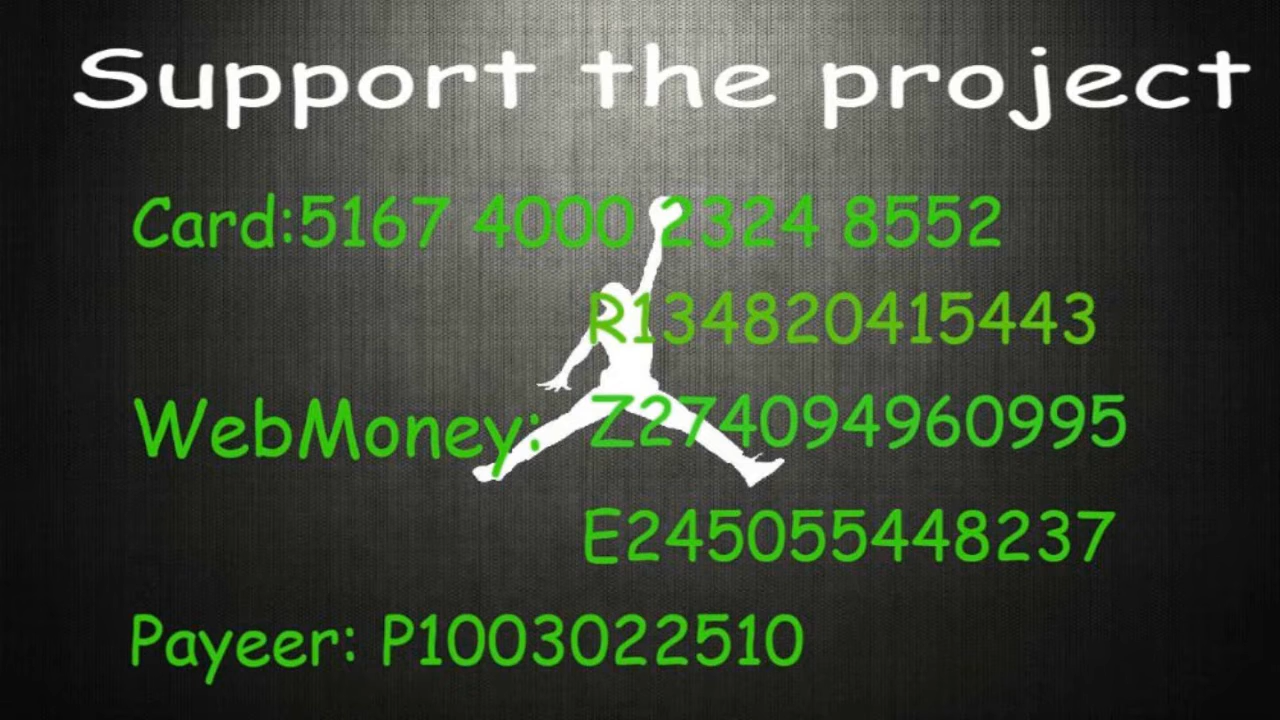 Support the project
Card:5167 4000 2324 8552
R134820415443
WebMoney: Z274094960995
E245055448237
Payeer: P1003022510